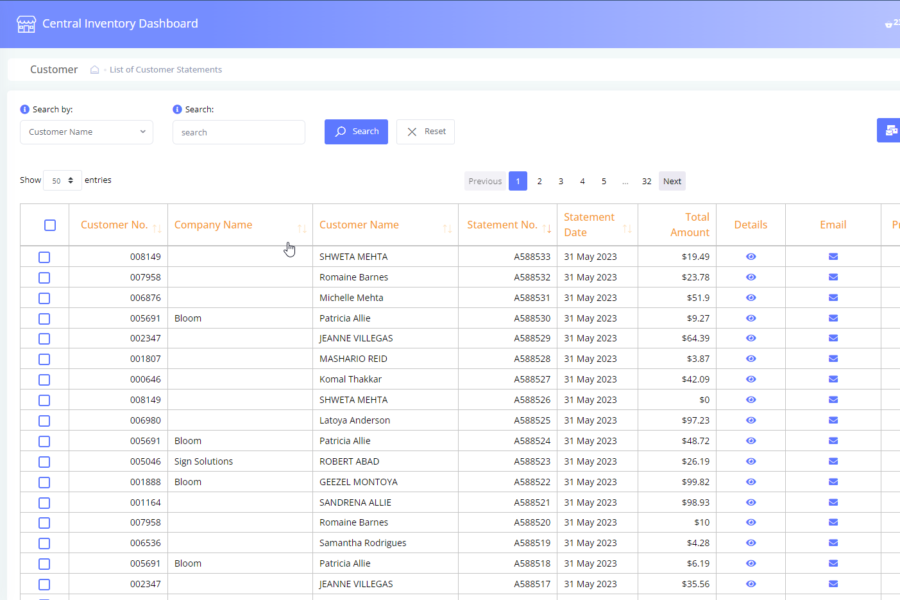 Central Inventory Dashboard
Customer - List of Customer Statements
Search by: Search:
Customer Name search Search Reset
Show 50 entries Previous 1 2 3 4 5 ... 32 Next
Customer No. Company Name Customer Name Statement No. Statement Date Total Amount Details Email
008149 SHWETA MEHTA A588533 31 May 2023 $19.49
007958 Romaine Barnes A588532 31 May 2023 $23.78
006876 Michelle Mehta A588531 31 May 2023 $51.9
005691 Bloom Patricia Allie A588530 31 May 2023 $9.27
002347 JEANNE VILLEGAS A588529 31 May 2023 $64.39
001807 MASHARIO REID A588528 31 May 2023 $3.87
000646 Komal Thakkar A588527 31 May 2023 $42.09
008149 SHWETA MEHTA A588526 31 May 2023 $0
006980 Latoya Anderson A588525 31 May 2023 $97.23
005691 Bloom Patricia Allie A588524 31 May 2023 $48.72
005046 Sign Solutions ROBERT ABAD A588523 31 May 2023 $26.19
001888 Bloom GEEZEL MONTOYA A588522 31 May 2023 $99.82
001164 SANDRENA ALLIE A588521 31 May 2023 $98.93
007958 Romaine Barnes A588520 31 May 2023 $10
006536 Samantha Rodrigues A588519 31 May 2023 $4.28
005691 Bloom Patricia Allie A588518 31 May 2023 $6.19
002347 JEANNE VILLEGAS A588517 31 May 2023 $35.56